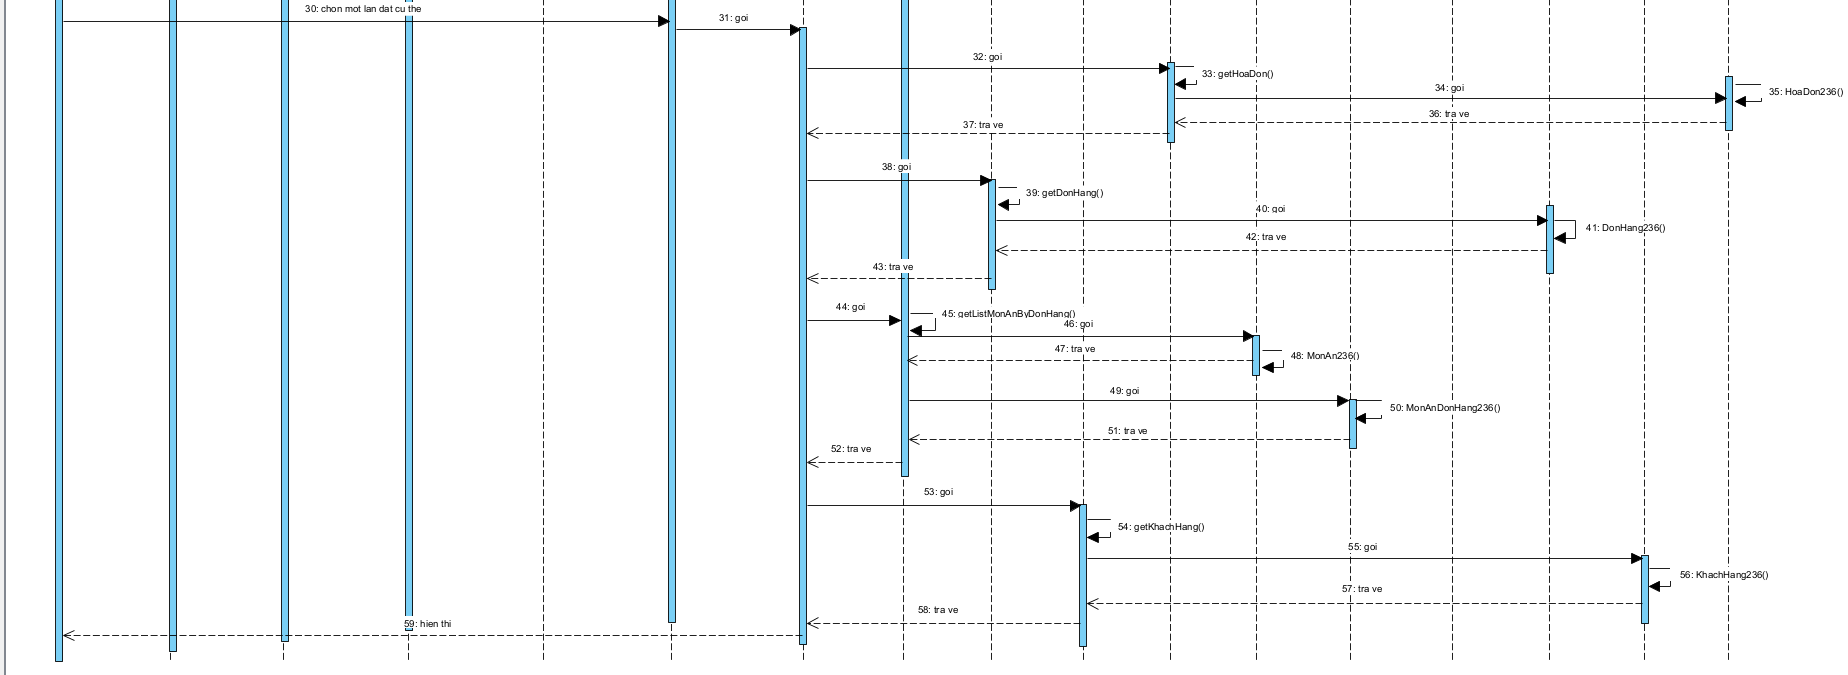 30: chon mot lan dat cu the
31: goi
32: goi
33: getHoaDon()
34: goi
35: HoaDon236()
36: tra ve
37: tra ve
38: goi
39: getDonHang()
40: goi
41: DonHang236()
42: tra ve
43: tra ve
44: goi
45: getListMonAnByDonHang()
46: goi
47: tra ve
48: MonAn236()
49: goi
50: MonAnDonHang236()
51: tra ve
52: tra ve
53: goi
54: getKhachHang()
55: goi
56: KhachHang236()
57: tra ve
58: tra ve
59: hien thi